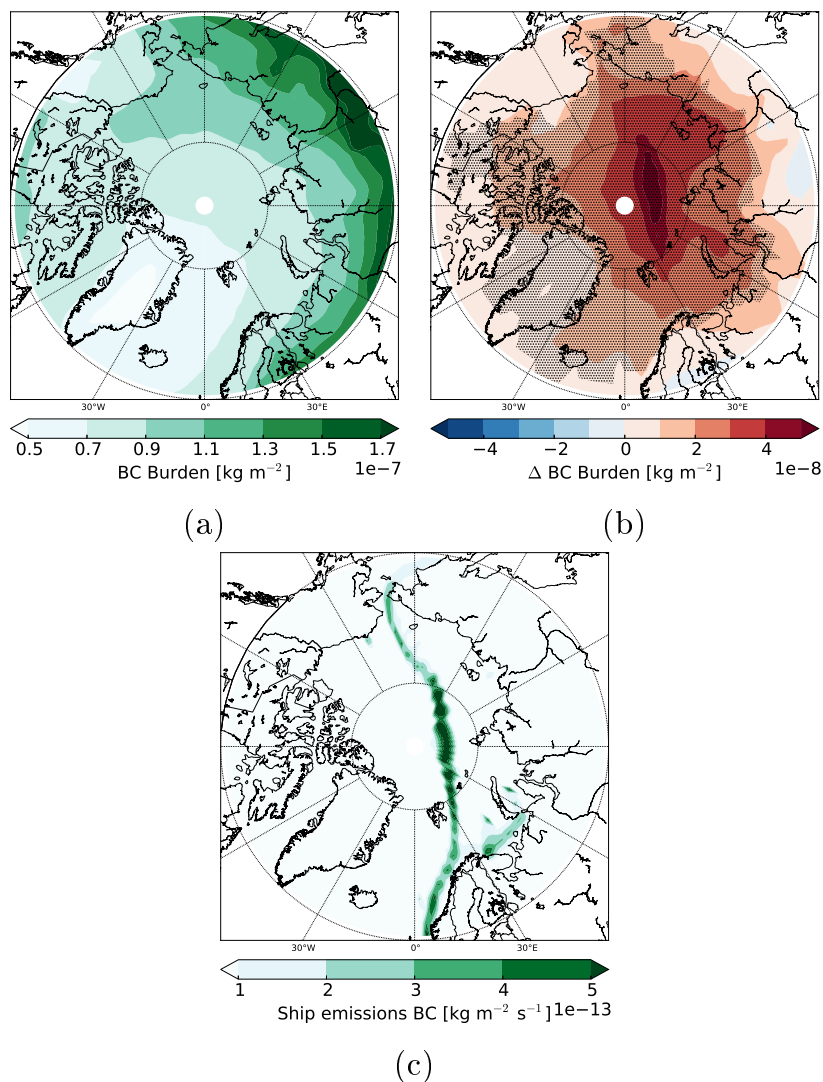 30°W 0° 30°E
0.5 0.7 0.9 1.1 1.3 1.5 1.7
BC Burden [kg m⁻²] 1e-7
(a)
30°W 0° 30°E
−4 −2 0 2 4
Δ BC Burden [kg m⁻²] 1e-8
(b)
30°W 0° 30°E
1 2 3 4 5
Ship emissions BC [kg m⁻² s⁻¹] 1e-13
(c)